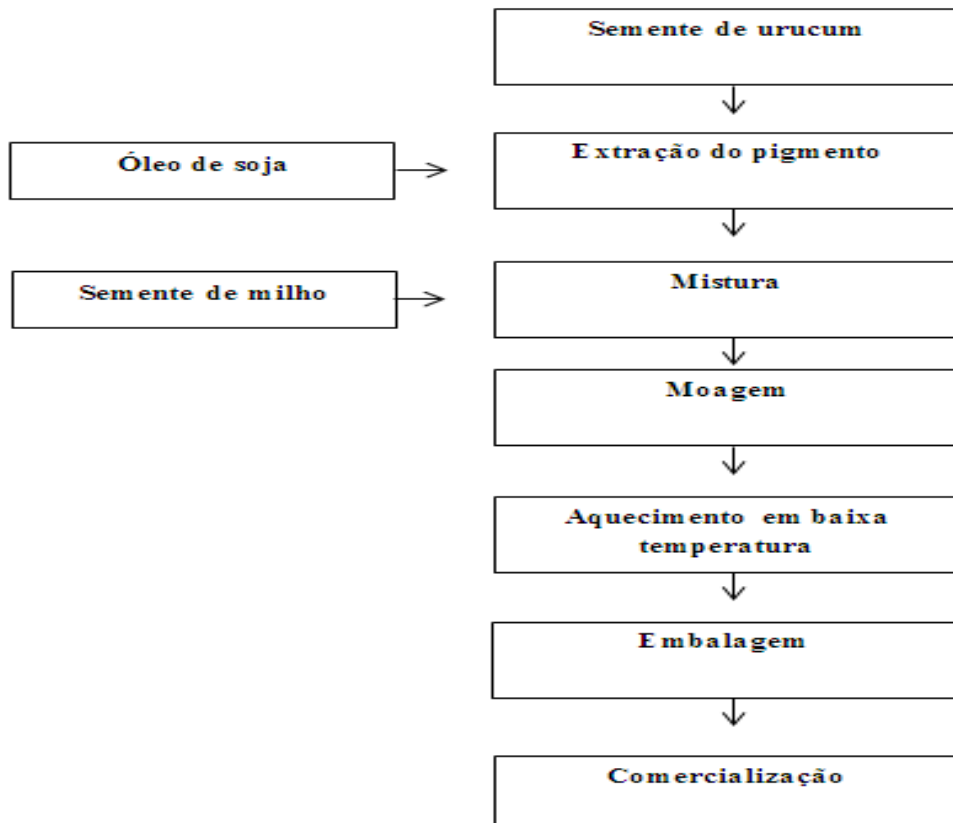 Semente de urucum
Óleo de soja
Extração do pigmento
Semente de milho
Mistura
Moagem
Aquecimento em baixa
temperatura
Embalagem
Comercialização